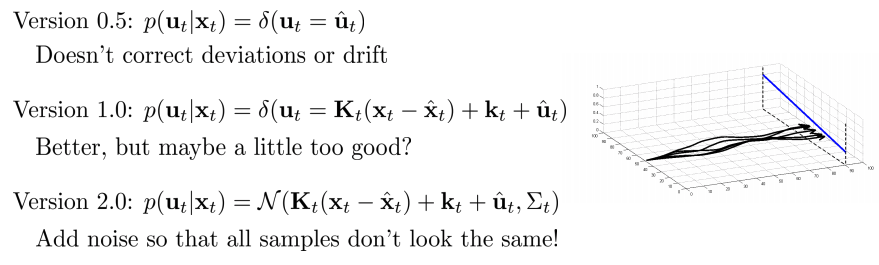 Version 0.5: p(u_t|x_t) = δ(u_t = û_t)
Doesn't correct deviations or drift
Version 1.0: p(u_t|x_t) = δ(u_t = K_t(x_t − x̂_t) + k_t + û_t)
Better, but maybe a little too good?
Version 2.0: p(u_t|x_t) = 𝒩(K_t(x_t − x̂_t) + k_t + û_t, Σ_t)
Add noise so that all samples don't look the same!